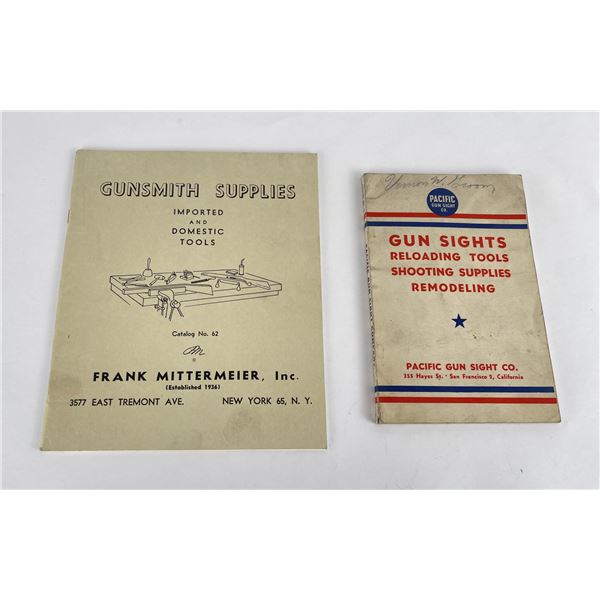 GUNSMITH SUPPLIES
IMPORTED
AND
DOMESTIC
TOOLS
Catalog No. 62
FRANK MITTERMEIER, Inc.
(Established 1936)
3577 EAST TREMONT AVE. NEW YORK 65, N. Y.
PACIFIC
GUN SIGHT
CO.
GUN SIGHTS
RELOADING TOOLS
SHOOTING SUPPLIES
REMODELING
PACIFIC GUN SIGHT CO.
355 Hayes St. • San Francisco 2, California